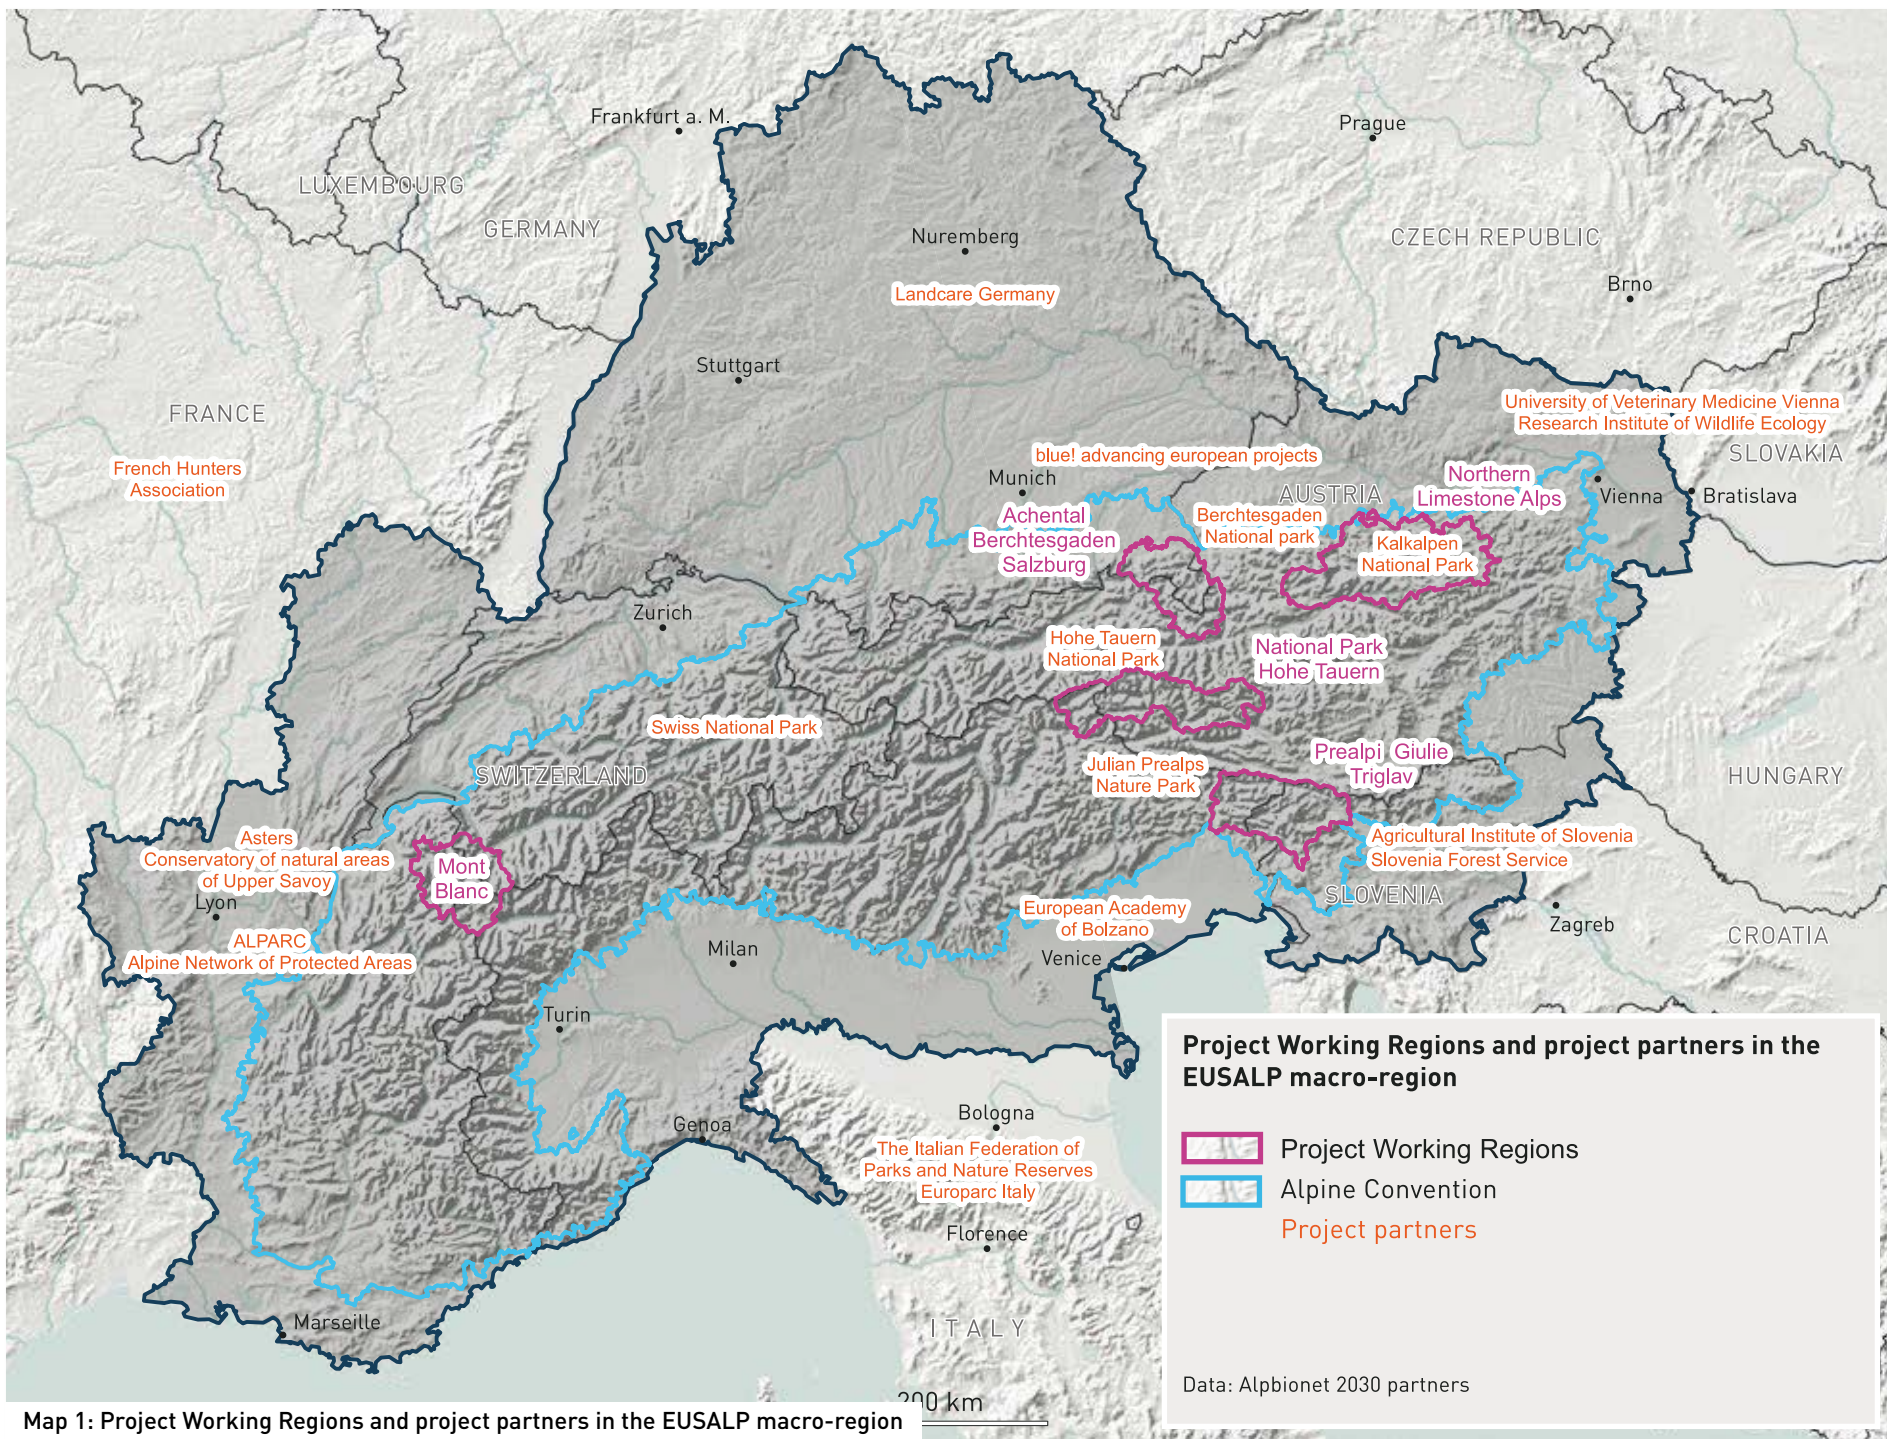 Frankfurt a. M.
Prague
LUXEMBOURG
GERMANY
Nuremberg
CZECH REPUBLIC
Brno
Landcare Germany
Stuttgart
FRANCE
University of Veterinary Medicine Vienna
Research Institute of Wildlife Ecology
SLOVAKIA
French Hunters
Association
blue! advancing european projects
Munich
AUSTRIA
Northern
Limestone Alps
Vienna
Bratislava
Achental
Berchtesgaden
Salzburg
Berchtesgaden
National park
Kalkalpen
National Park
Zurich
Hohe Tauern
National Park
National Park
Hohe Tauern
Swiss National Park
SWITZERLAND
Julian Prealps
Nature Park
Prealpi Giulie
Triglav
HUNGARY
Asters
Conservatory of natural areas
of Upper Savoy
Mont
Blanc
Agricultural Institute of Slovenia
Slovenia Forest Service
SLOVENIA
Lyon
European Academy
of Bolzano
Zagreb
CROATIA
ALPARC
Alpine Network of Protected Areas
Milan
Venice
Turin
Genoa
Bologna
The Italian Federation of
Parks and Nature Reserves
Europarc Italy
Florence
Marseille
ITALY
Project Working Regions and project partners in the
EUSALP macro-region
Project Working Regions
Alpine Convention
Project partners
Data: Alpbionet 2030 partners
200 km
Map 1: Project Working Regions and project partners in the EUSALP macro-region